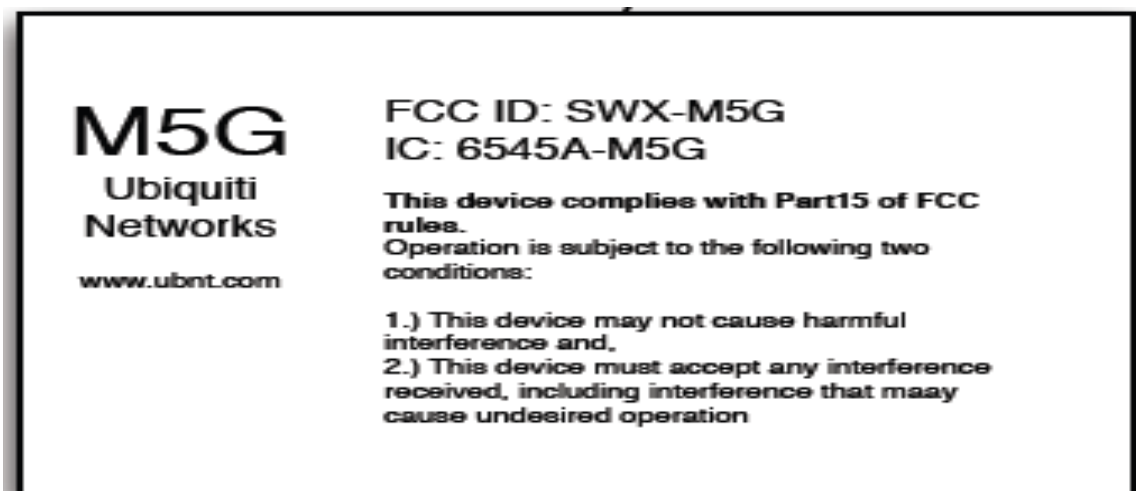 M5G
Ubiquiti
Networks
www.ubnt.com
FCC ID: SWX-M5G
IC: 6545A-M5G
This device complies with Part15 of FCC
rules.
Operation is subject to the following two
conditions:
1.) This device may not cause harmful
interference and,
2.) This device must accept any interference
received, including interference that maay
cause undesired operation